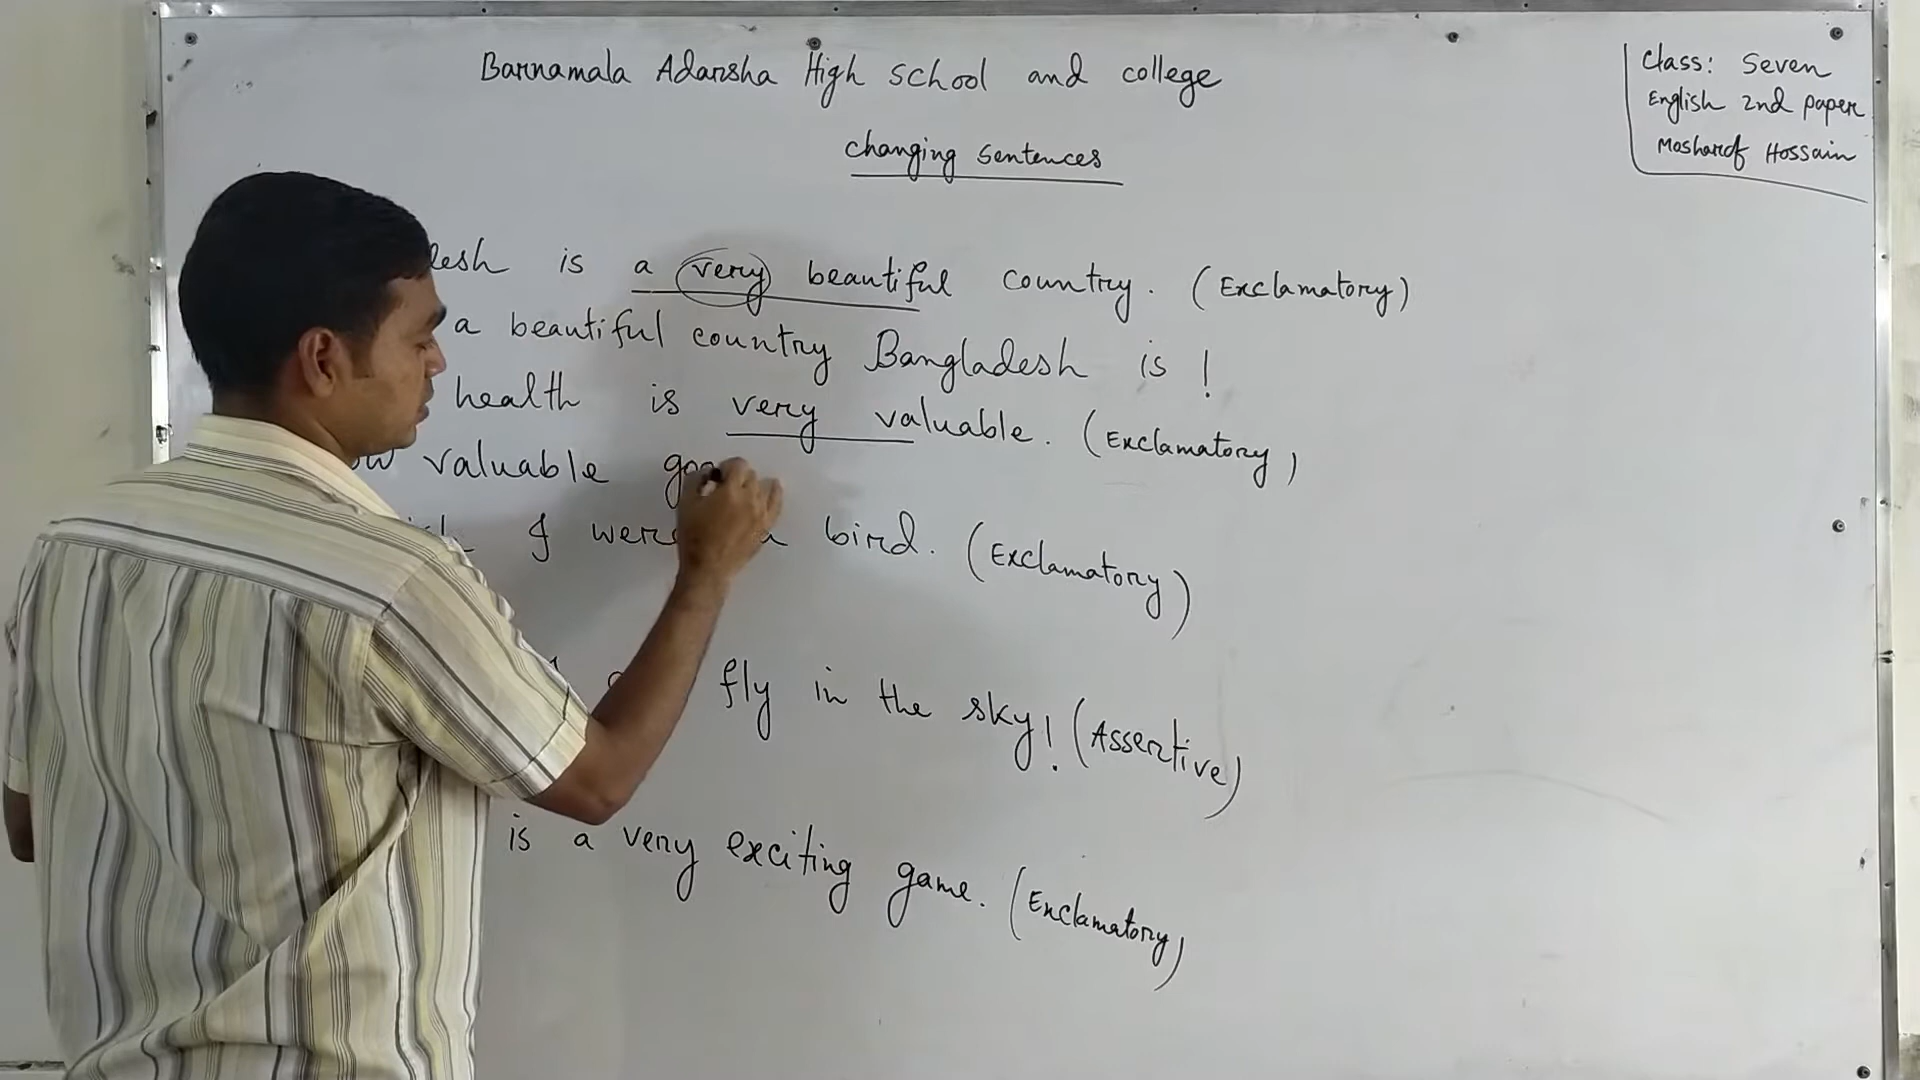 Barnamala Adarsha High School and college
Class: Seven
English 2nd paper
Mosharof Hossain
changing sentences
is a very beautiful country. (Exclamatory)
a beautiful country Bangladesh is !
health is very valuable. (Exclamatory)
valuable
I were a bird. (Exclamatory)
fly in the sky! (Assertive)
is a very exciting game. (Exclamatory)